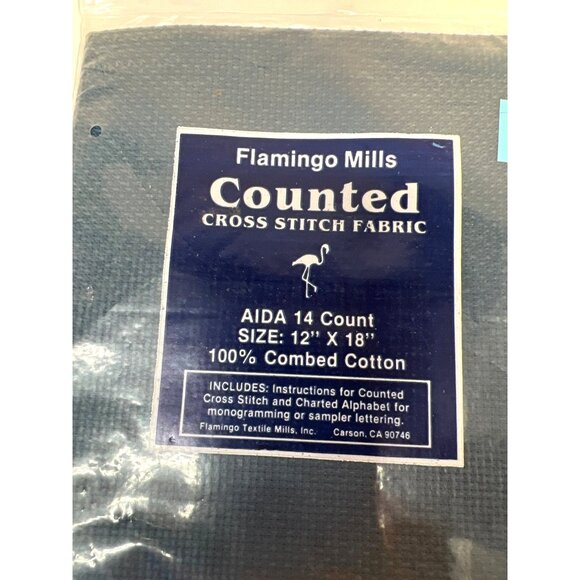 Flamingo Mills
Counted
CROSS STITCH FABRIC
AIDA 14 Count
SIZE: 12" X 18"
100% Combed Cotton
INCLUDES: Instructions for Counted
Cross Stitch and Charted Alphabet for
monogramming or sampler lettering.
Flamingo Textile Mills, Inc. Carson, CA 90746